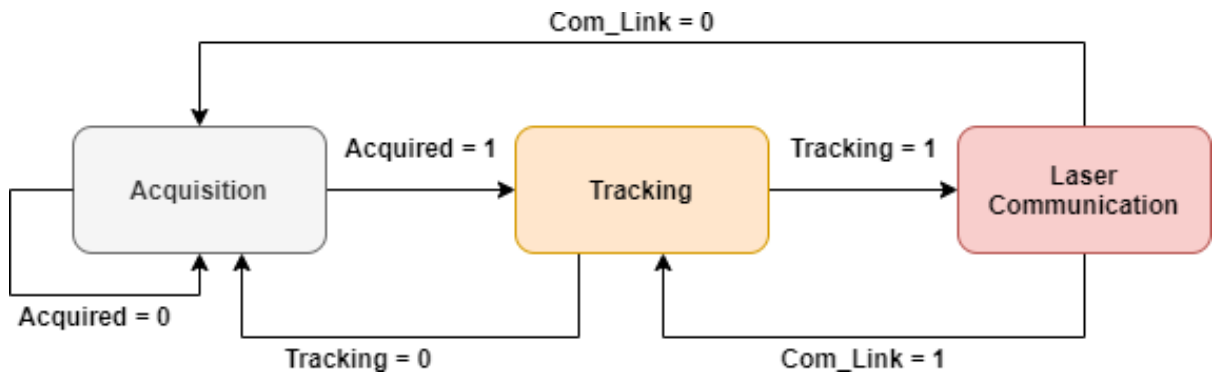 Com_Link = 0
Acquired = 1
Tracking = 1
Acquisition
Tracking
Laser
Communication
Acquired = 0
Tracking = 0
Com_Link = 1